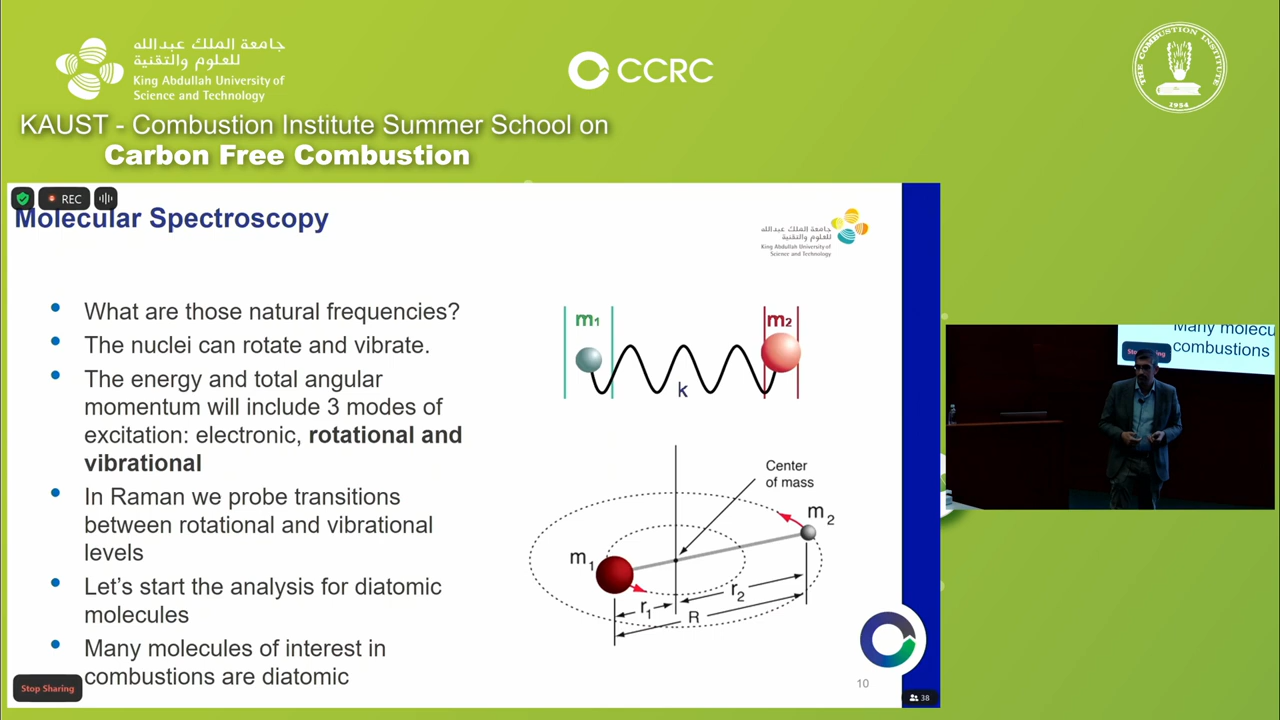 جامعة الملك عبدالله
للعلوم والتقنية
King Abdullah University of
Science and Technology
CCRC
THE COMBUSTION INSTITUTE
1954
KAUST - Combustion Institute Summer School on
Carbon Free Combustion
REC
Molecular Spectroscopy
جامعة الملك عبدالله
للعلوم والتقنية
King Abdullah University of
Science and Technology
• What are those natural frequencies?
• The nuclei can rotate and vibrate.
• The energy and total angular
momentum will include 3 modes of
excitation: electronic, rotational and
vibrational
• In Raman we probe transitions
between rotational and vibrational
levels
• Let's start the analysis for diatomic
molecules
• Many molecules of interest in
combustions are diatomic
m1
m2
k
Center
of mass
m2
m1
r1
r2
R
Stop Sharing
10
38
Many molecu
combustions
Stop Sharing